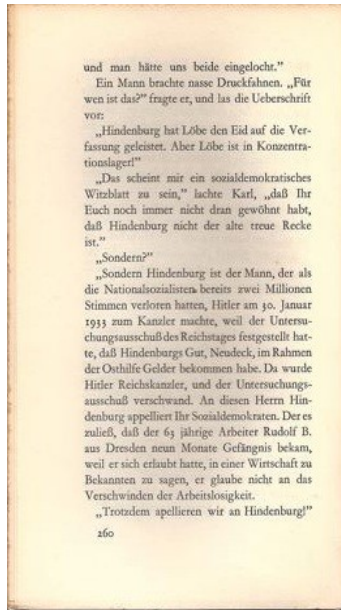 und man hätte uns beide eingelocht.”
Ein Mann brachte nasse Druckfahnen. „Für
wen ist das?” fragte er, und las die Ueberschrift
vor:
„Hindenburg hat Löbe den Eid auf die Ver-
fassung geleistet. Aber Löbe ist in Konzentra-
tionslager!”
„Das scheint mir ein sozialdemokratisches
Witzblatt zu sein,” lachte Karl, „daß Ihr
Euch noch immer nicht dran gewöhnt habt,
daß Hindenburg nicht der alte treue Recke
ist.”
„Sondern?”
„Sondern Hindenburg ist der Mann, der als
die Nationalsozialisten bereits zwei Millionen
Stimmen verloren hatten, Hitler am 30. Januar
1933 zum Kanzler machte, weil der Untersu-
chungsausschuß des Reichstages festgestellt hat-
te, daß Hindenburgs Gut, Neudeck, im Rahmen
der Osthilfe Gelder bekommen habe. Da wurde
Hitler Reichskanzler, und der Untersuchungs-
ausschuß verschwand. An diesen Herrn Hin-
denburg appelliert Ihr Sozialdemokraten. Der es
zuließ, daß der 65 jährige Arbeiter Rudolf B.
aus Dresden neun Monate Gefängnis bekam,
weil er sich erlaubt hatte, in einer Wirtschaft zu
Bekannten zu sagen, er glaube nicht an das
Verschwinden der Arbeitslosigkeit.
„Trotzdem apellieren wir an Hindenburg!”
260